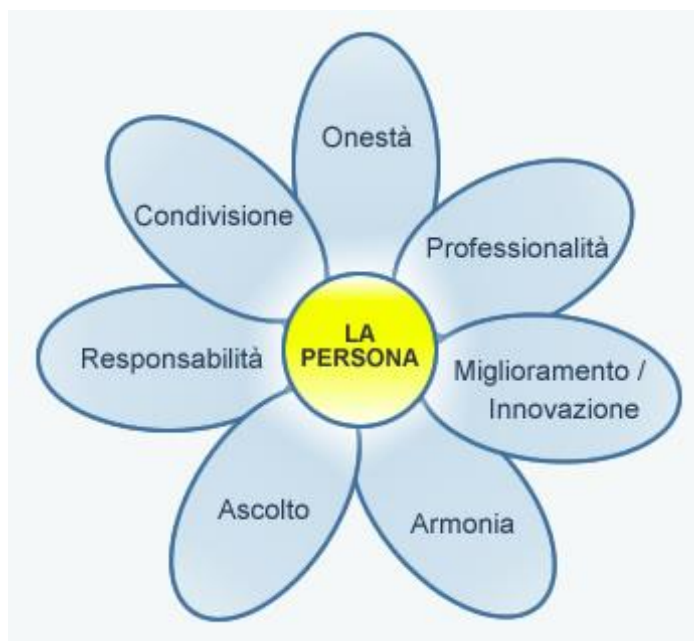 Onestà
Condivisione
Professionalità
LA
PERSONA
Responsabilità
Miglioramento /
Innovazione
Ascolto
Armonia